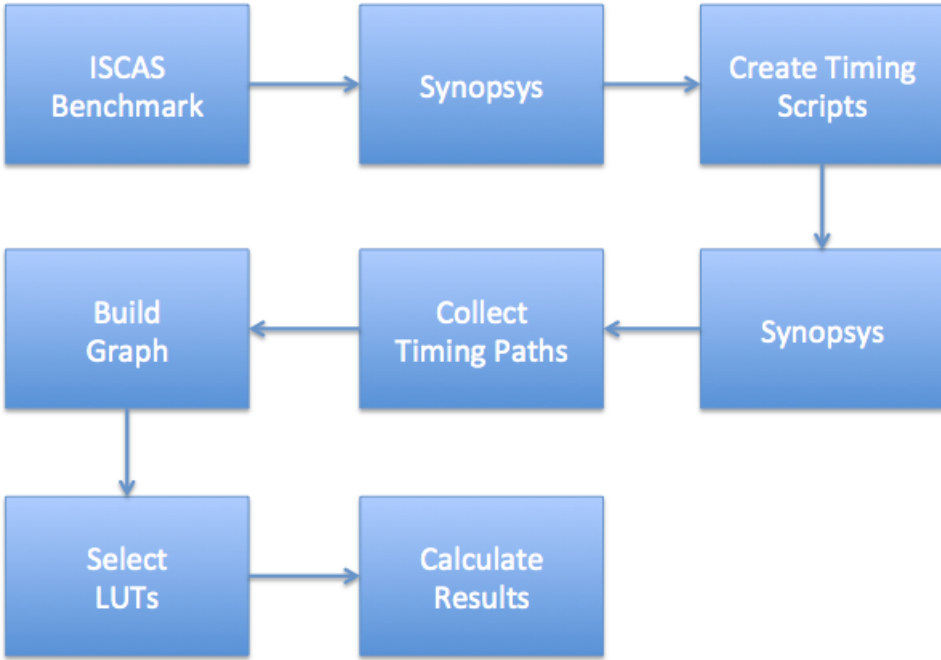 ISCAS
Benchmark
Synopsys
Create Timing
Scripts
Synopsys
Collect
Timing Paths
Build
Graph
Select
LUTs
Calculate
Results